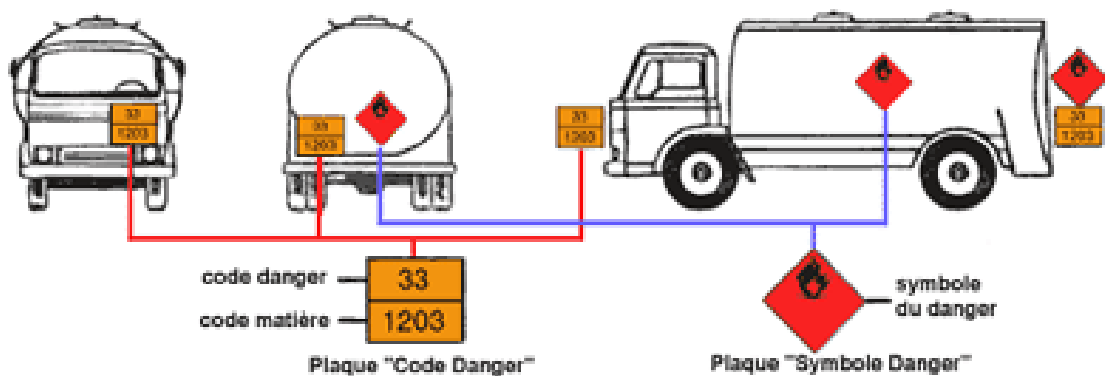 33
1203
33
1203
33
1203
33
1203
code danger
33
symbole
du danger
code matière
1203
Plaque "Code Danger"
Plaque "Symbole Danger"